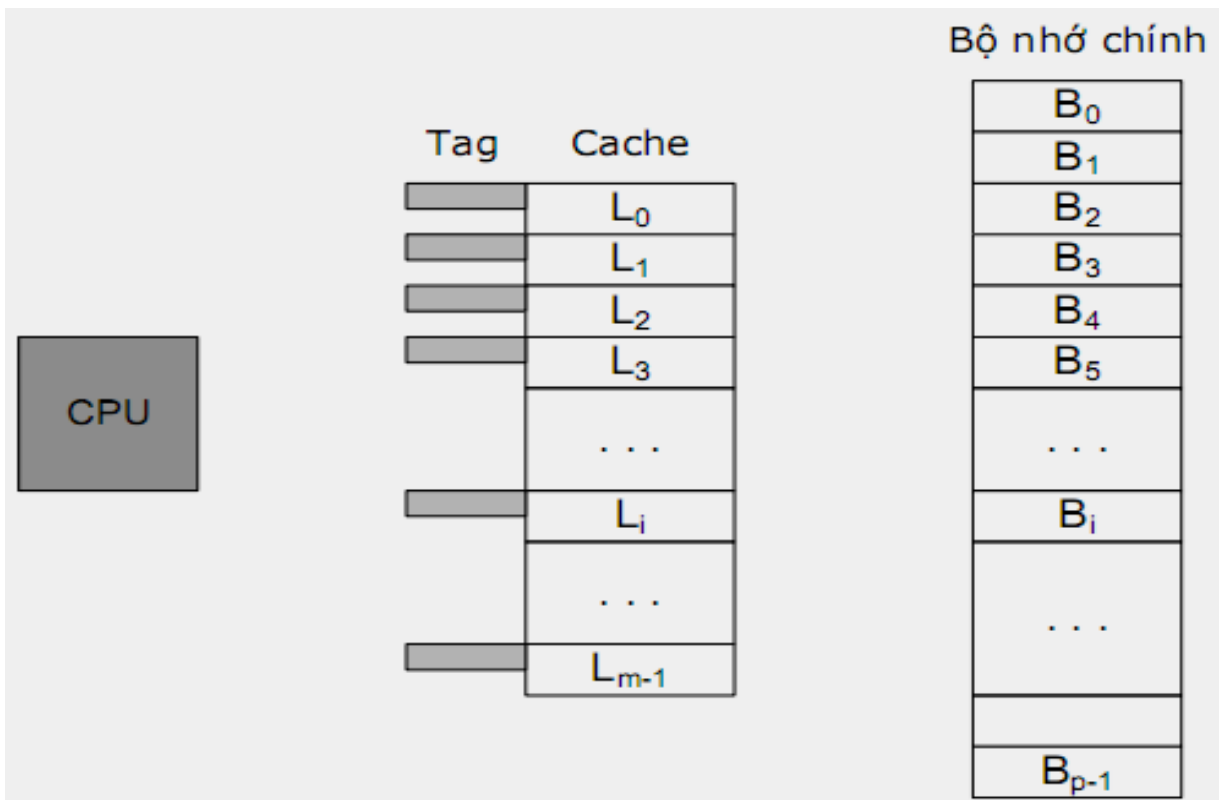 Bộ nhớ chính
B₀
B₁
B₂
B₃
B₄
B₅
. . .
Bᵢ
. . .
Bₚ₋₁
Tag Cache
L₀
L₁
L₂
L₃
. . .
Lᵢ
. . .
Lₘ₋₁
CPU